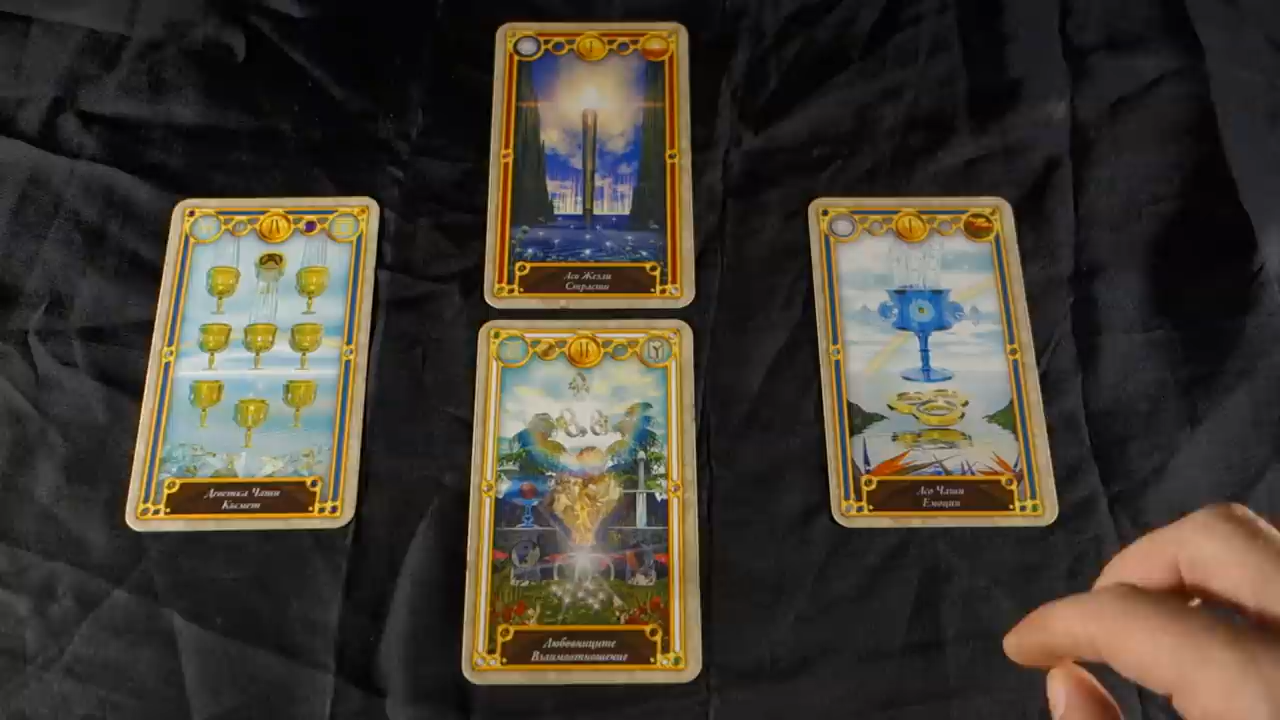 Асо Жезли
Страсти
Деветка Чаши
Късмет
Асо Чаши
Емоции
Любовниците
Взаимоотношение